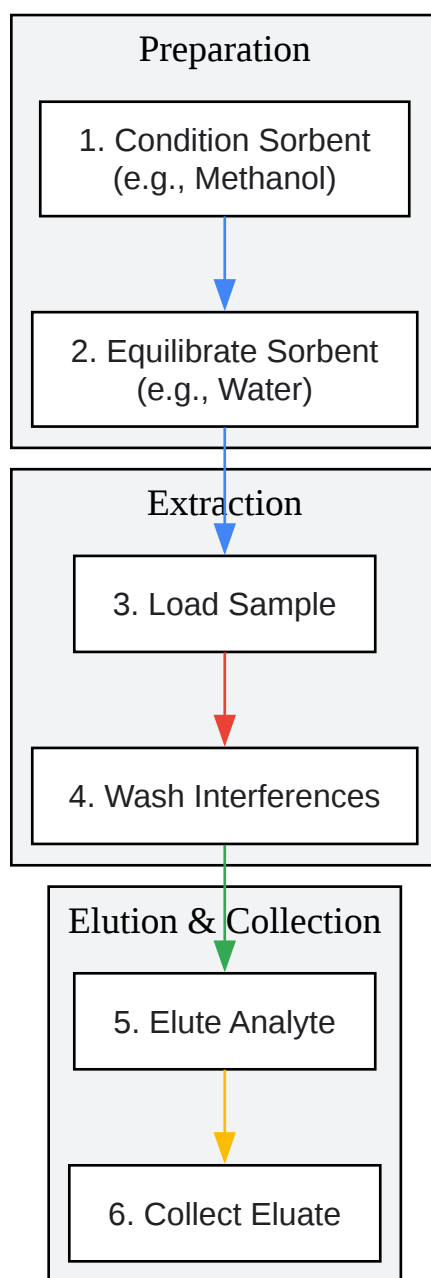 Preparation
1. Condition Sorbent
(e.g., Methanol)
2. Equilibrate Sorbent
(e.g., Water)
Extraction
3. Load Sample
4. Wash Interferences
Elution & Collection
5. Elute Analyte
6. Collect Eluate